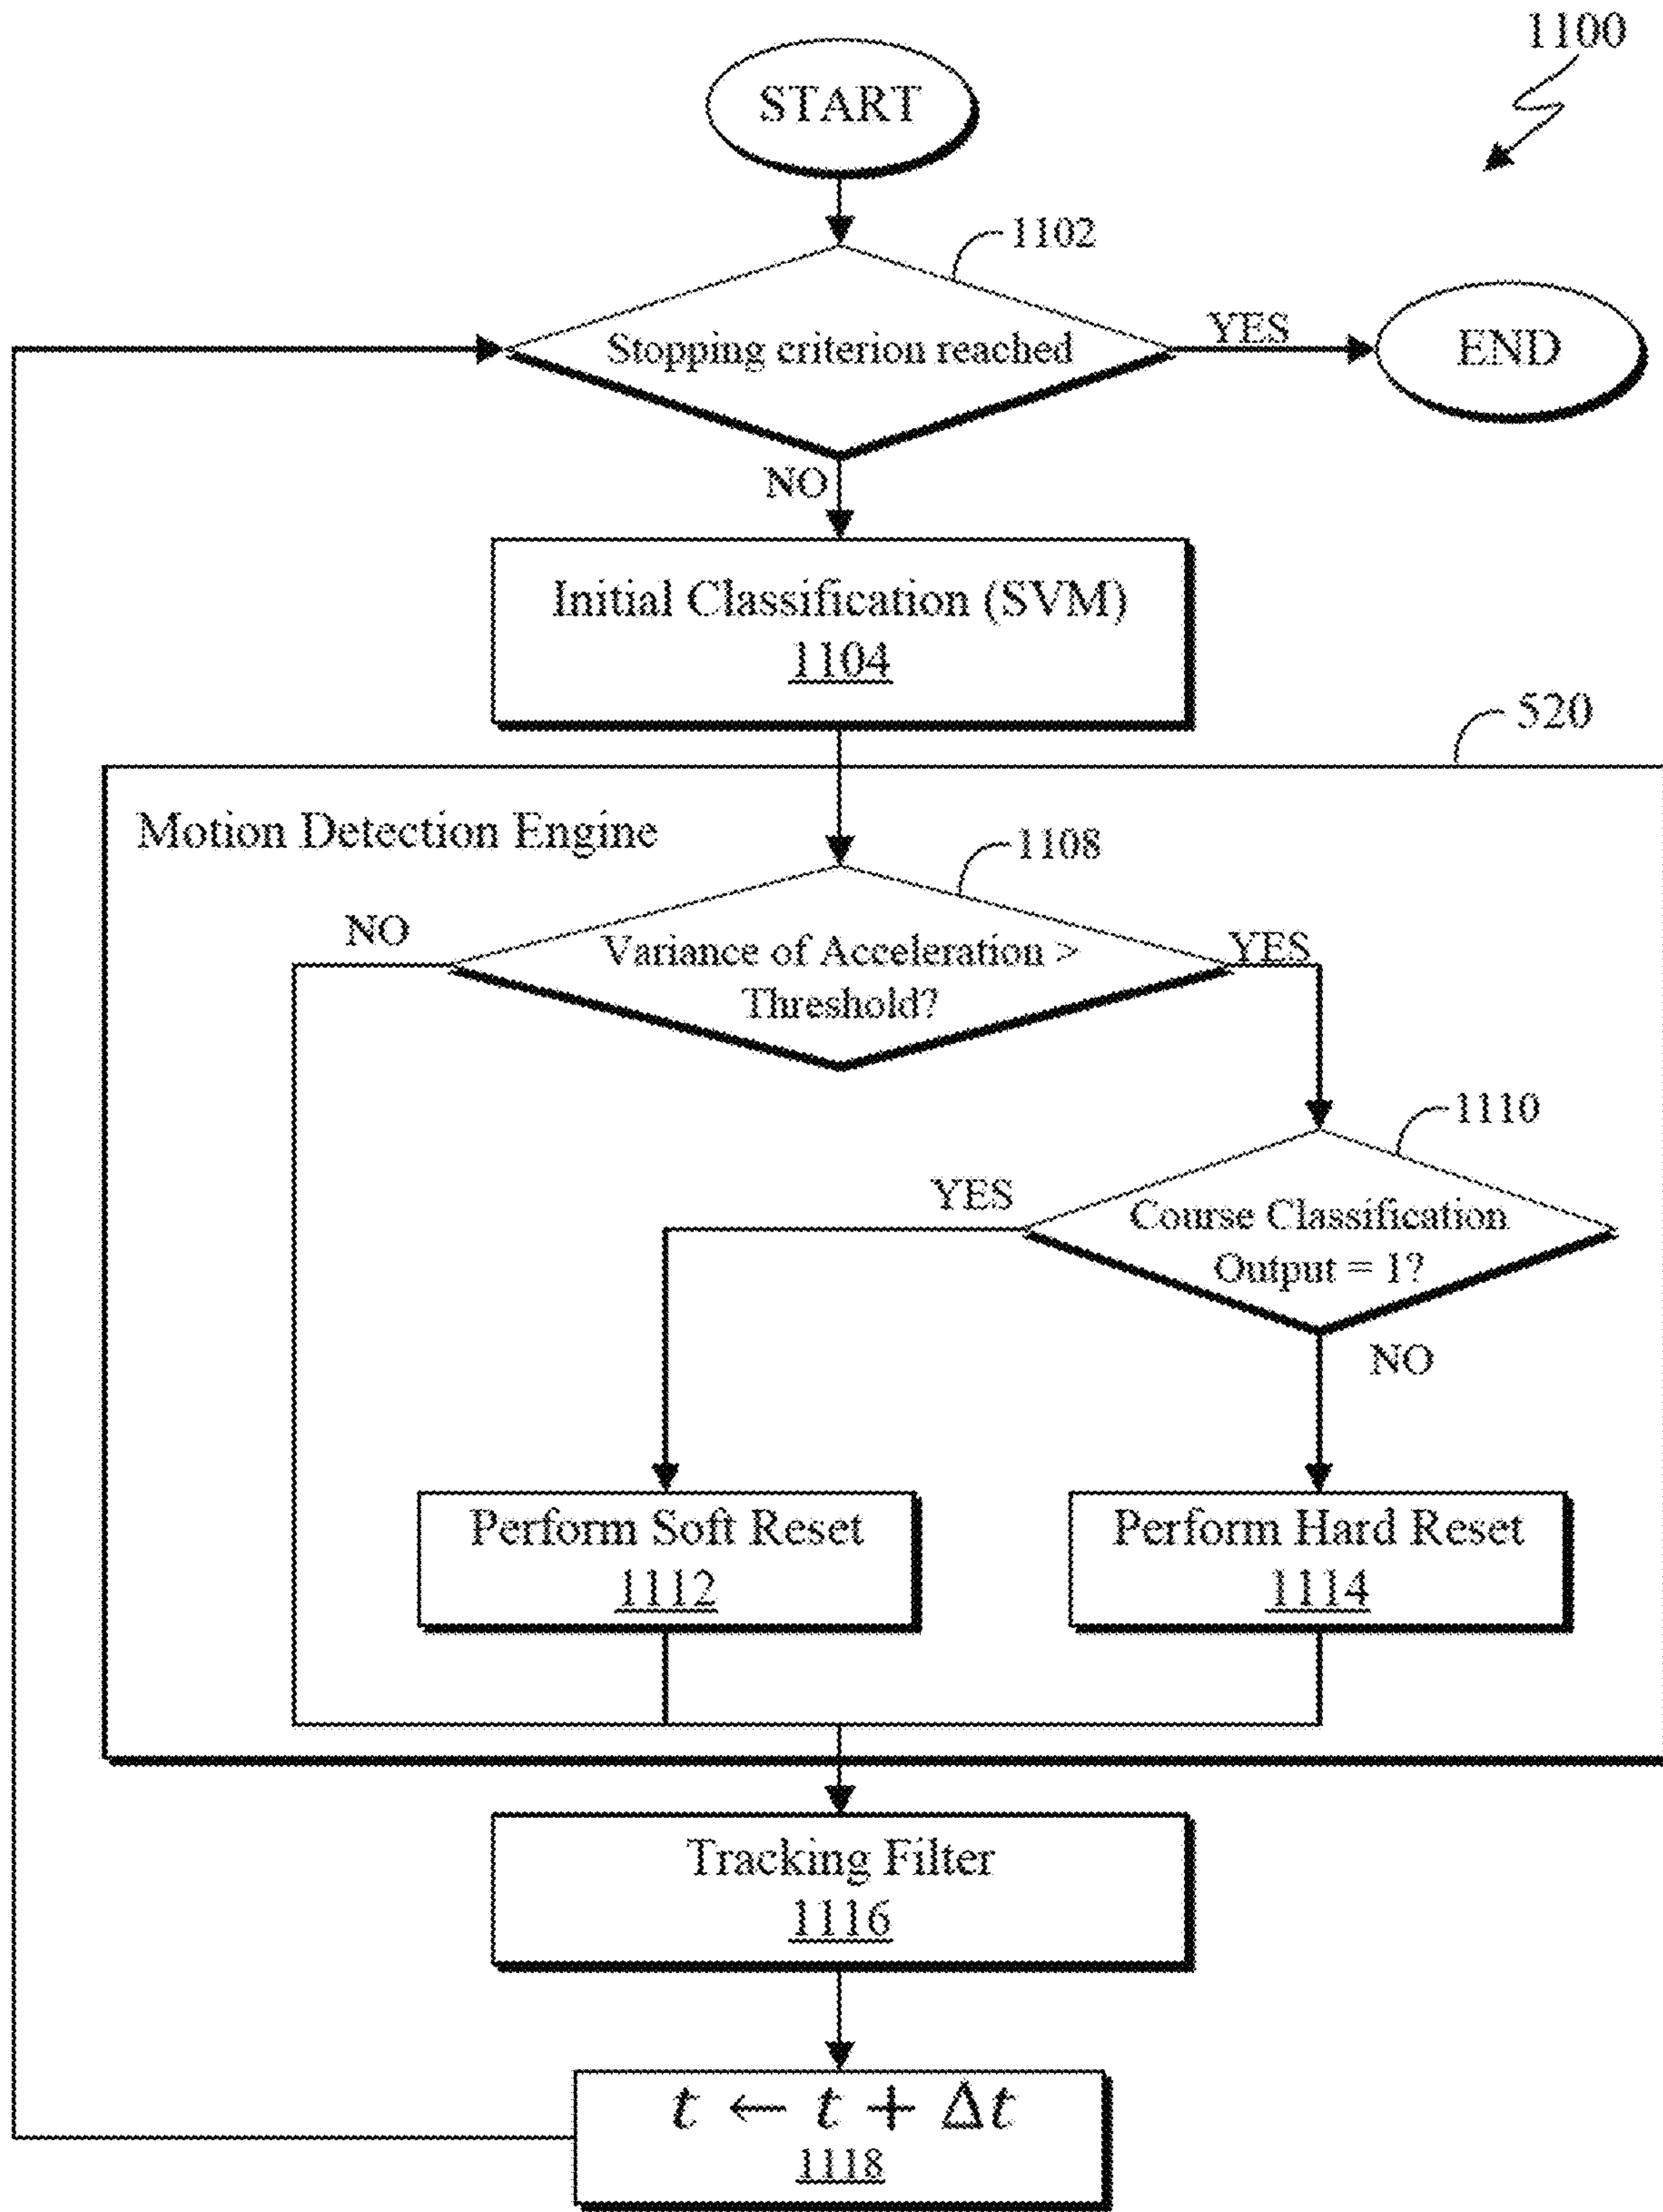 1100
START
1102
Stopping criterion reached
YES
END
NO
Initial Classification (SVM)
1104
520
Motion Detection Engine
1108
NO
Variance of Acceleration >
Threshold?
YES
1110
YES
Course Classification
Output = 1?
NO
Perform Soft Reset
1112
Perform Hard Reset
1114
Tracking Filter
1116
t ← t + Δt
1118